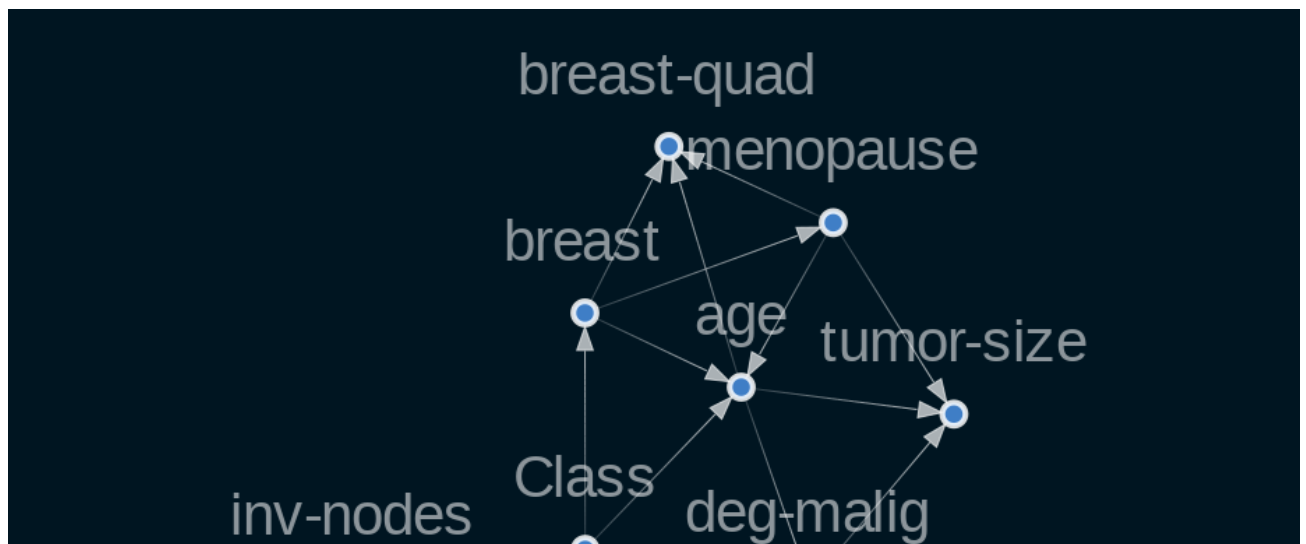 breast-quad
menopause
breast
age
tumor-size
Class
inv-nodes
deg-malig